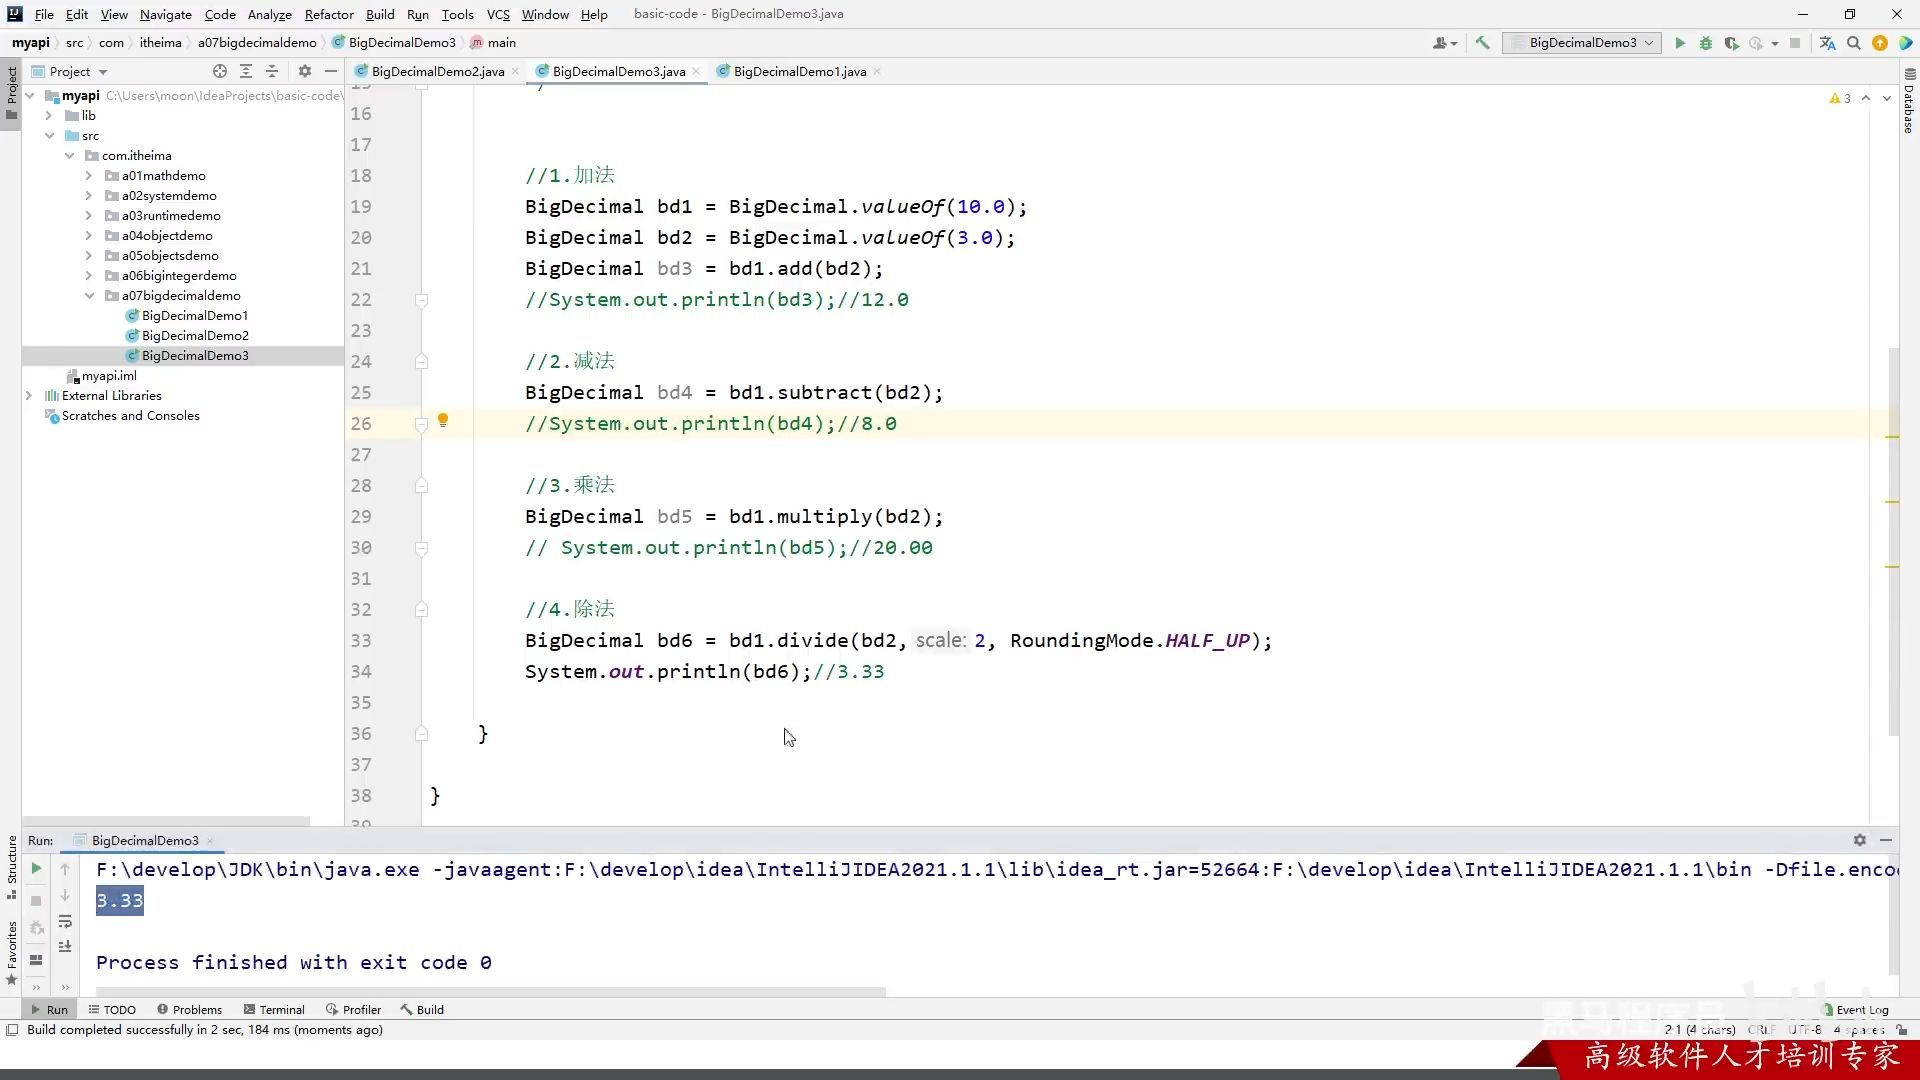 File Edit View Navigate Code Analyze Refactor Build Run Tools VCS Window Help basic-code - BigDecimalDemo3.java
myapi src com itheima a07bigdecimaldemo BigDecimalDemo3 main BigDecimalDemo3
Project BigDecimalDemo2.java BigDecimalDemo3.java BigDecimalDemo1.java
Project
Database
Structure
Favorites
myapi C:\Users\moon\IdeaProjects\basic-code\
lib
src
com.itheima
a01mathdemo
a02systemdemo
a03runtimedemo
a04objectdemo
a05objectsdemo
a06bigintegerdemo
a07bigdecimaldemo
BigDecimalDemo1
BigDecimalDemo2
BigDecimalDemo3
myapi.iml
External Libraries
Scratches and Consoles
3
16
17
18 //1.加法
19 BigDecimal bd1 = BigDecimal.valueOf(10.0);
20 BigDecimal bd2 = BigDecimal.valueOf(3.0);
21 BigDecimal bd3 = bd1.add(bd2);
22 //System.out.println(bd3);//12.0
23
24 //2.减法
25 BigDecimal bd4 = bd1.subtract(bd2);
26 //System.out.println(bd4);//8.0
27
28 //3.乘法
29 BigDecimal bd5 = bd1.multiply(bd2);
30 // System.out.println(bd5);//20.00
31
32 //4.除法
33 BigDecimal bd6 = bd1.divide(bd2, scale: 2, RoundingMode.HALF_UP);
34 System.out.println(bd6);//3.33
35
36 }
37
38 }
Run: BigDecimalDemo3
F:\develop\JDK\bin\java.exe -javaagent:F:\develop\idea\IntelliJIDEA2021.1.1\lib\idea_rt.jar=52664:F:\develop\idea\IntelliJIDEA2021.1.1\bin -Dfile.enco
3.33
Process finished with exit code 0
Run TODO Problems Terminal Profiler Build Event Log
Build completed successfully in 2 sec, 184 ms (moments ago) 2:1 (4 chars) CRLF UTF-8 4 spaces
黑马程序员
高级软件人才培训专家